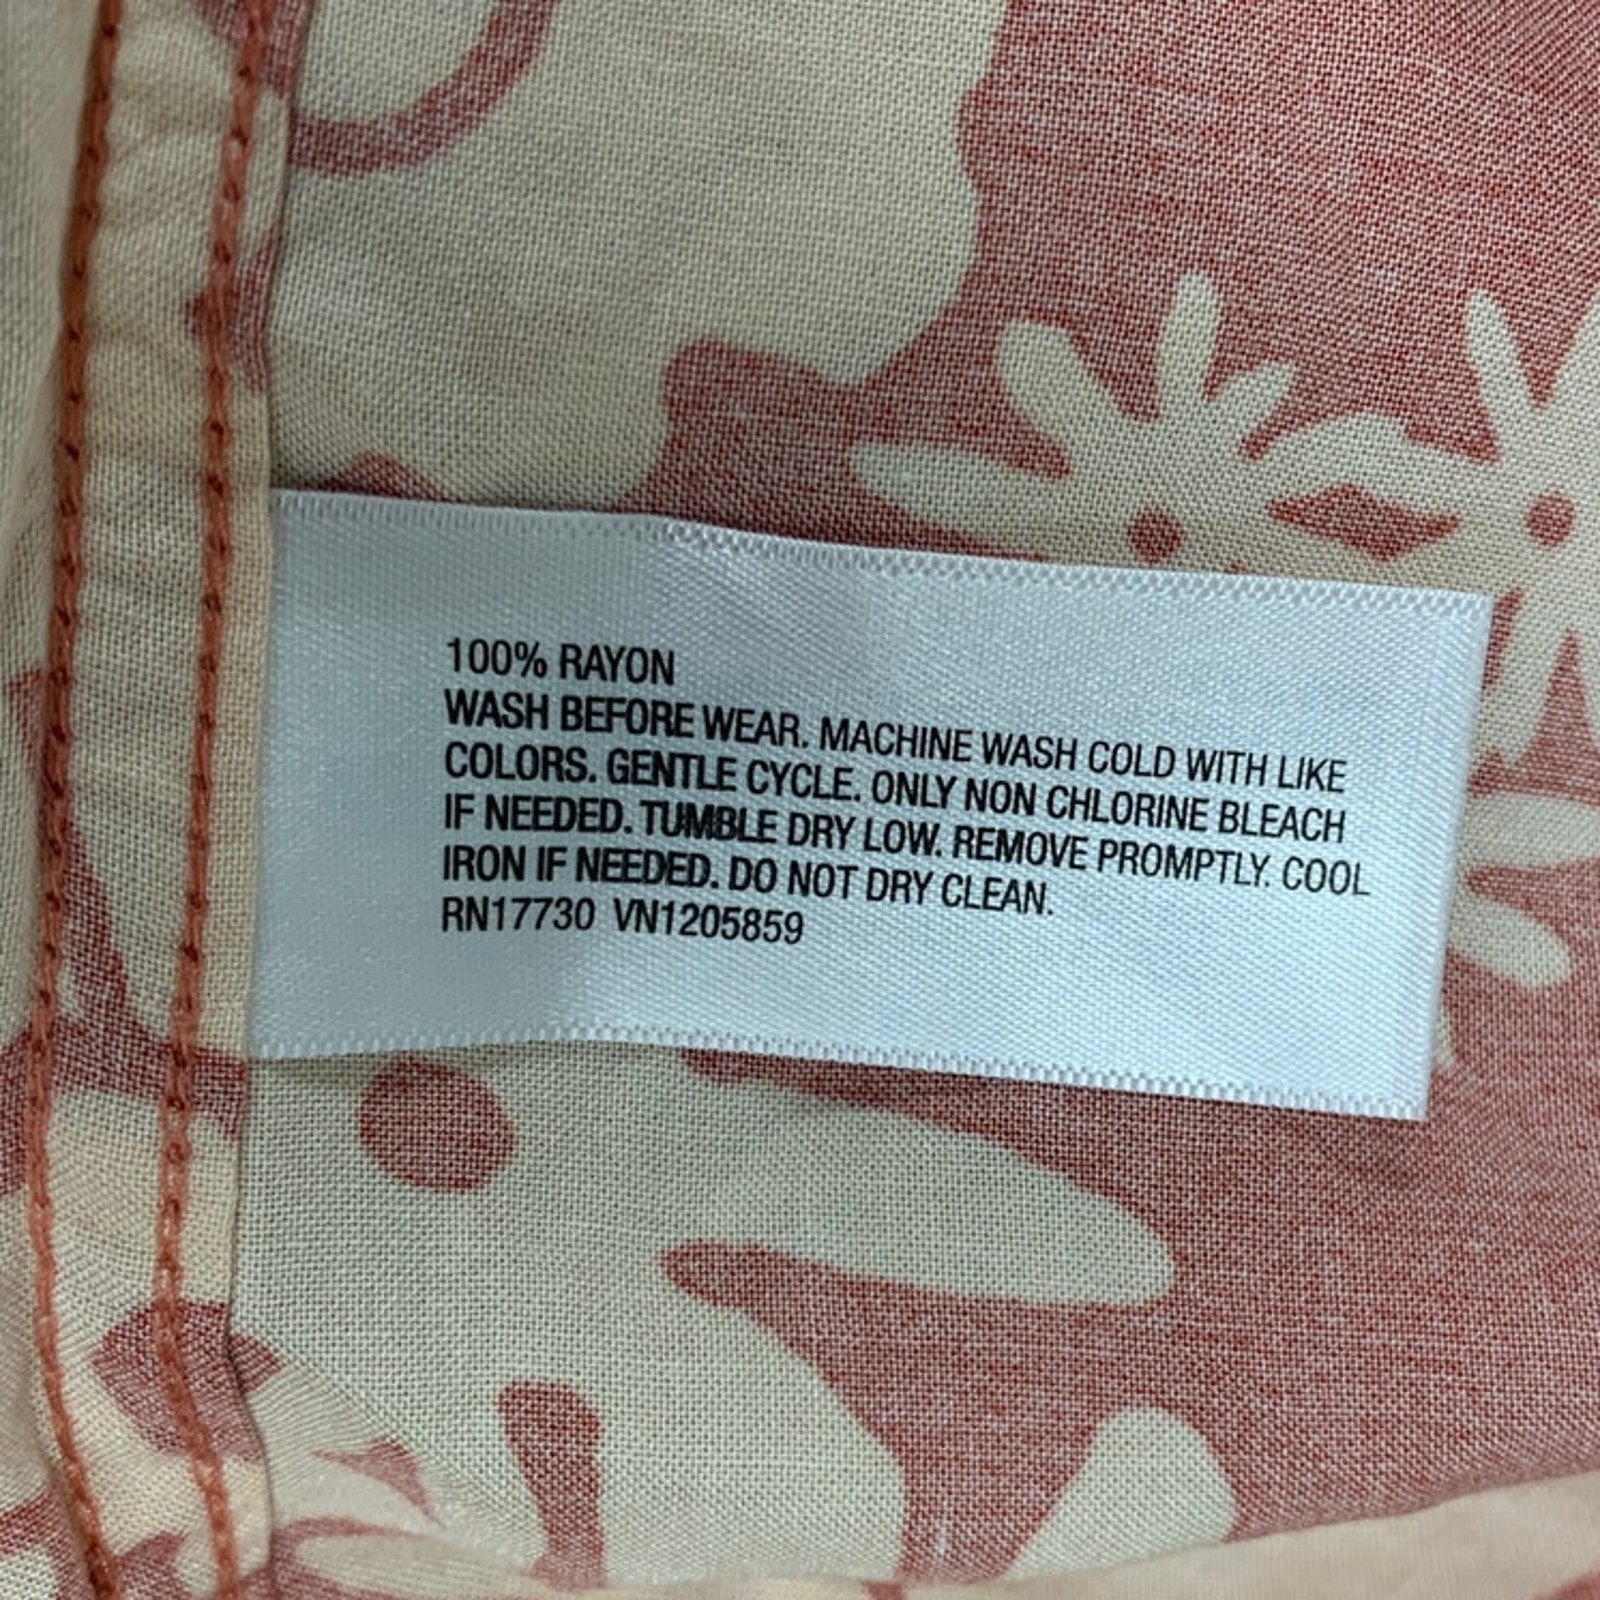 100% RAYON
WASH BEFORE WEAR. MACHINE WASH COLD WITH LIKE
COLORS. GENTLE CYCLE. ONLY NON CHLORINE BLEACH
IF NEEDED. TUMBLE DRY LOW. REMOVE PROMPTLY. COOL
IRON IF NEEDED. DO NOT DRY CLEAN.
RN17730 VN1205859